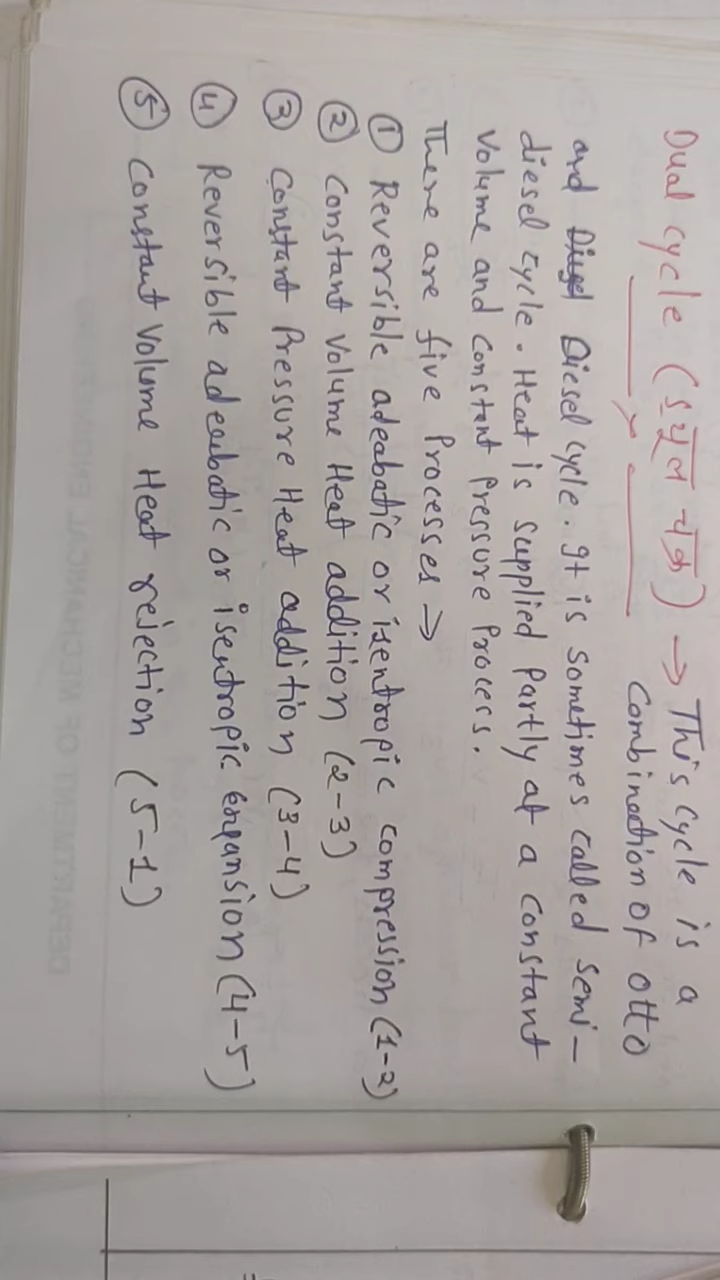 Dual cycle (ड्यूल चक्र) → This cycle is a
combination of otto
and Diesel cycle. It is sometimes called semi-
diesel cycle. Heat is supplied Partly at a constant
volume and constant Pressure Process.
There are five Processes →
① Reversible adeabatic or isentropic compression (1-2)
② Constant volume Heat addition (2-3)
③ Constant Pressure Heat addition (3-4)
④ Reversible adeabatic or isentropic expansion (4-5)
⑤ Constant volume Heat rejection (5-1)